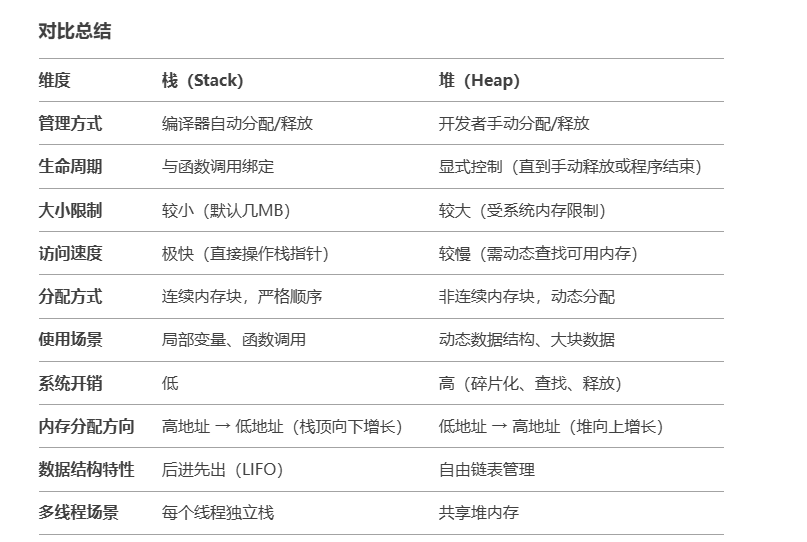 对比总结
维度 栈（Stack） 堆（Heap）
管理方式 编译器自动分配/释放 开发者手动分配/释放
生命周期 与函数调用绑定 显式控制（直到手动释放或程序结束）
大小限制 较小（默认几MB） 较大（受系统内存限制）
访问速度 极快（直接操作栈指针） 较慢（需动态查找可用内存）
分配方式 连续内存块，严格顺序 非连续内存块，动态分配
使用场景 局部变量、函数调用 动态数据结构、大块数据
系统开销 低 高（碎片化、查找、释放）
内存分配方向 高地址 → 低地址（栈顶向下增长） 低地址 → 高地址（堆向上增长）
数据结构特性 后进先出（LIFO） 自由链表管理
多线程场景 每个线程独立栈 共享堆内存